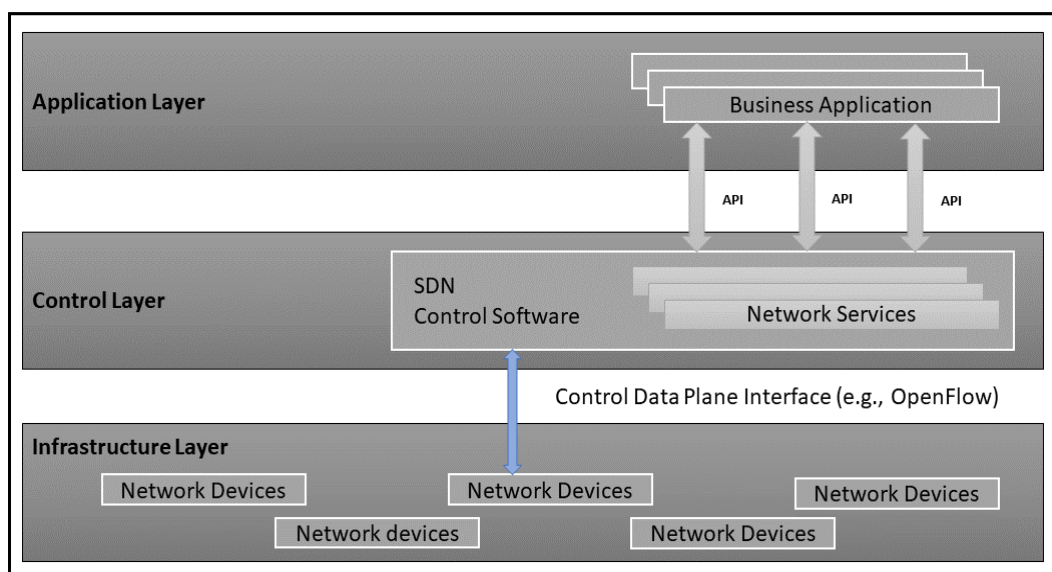 Application Layer
Business Application
API
API
API
Control Layer
SDN
Control Software
Network Services
Control Data Plane Interface (e.g., OpenFlow)
Infrastructure Layer
Network Devices
Network Devices
Network Devices
Network devices
Network Devices